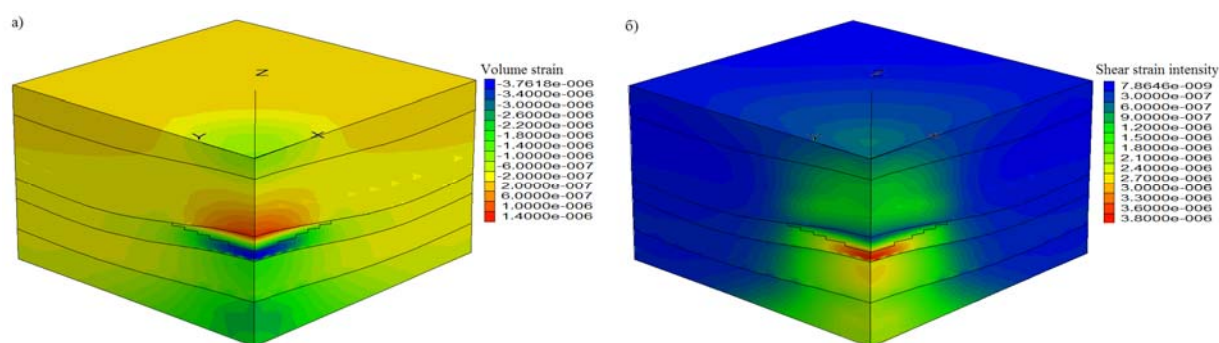 а)
Z
Y
X
Volume strain
-3.7618e-006
-3.4000e-006
-3.0000e-006
-2.6000e-006
-2.2000e-006
-1.8000e-006
-1.4000e-006
-1.0000e-006
-6.0000e-007
-2.0000e-007
2.0000e-007
6.0000e-007
1.0000e-006
1.4000e-006
б)
Shear strain intensity
7.8646e-009
3.0000e-007
6.0000e-007
9.0000e-007
1.2000e-006
1.5000e-006
1.8000e-006
2.1000e-006
2.4000e-006
2.7000e-006
3.0000e-006
3.3000e-006
3.6000e-006
3.8000e-006